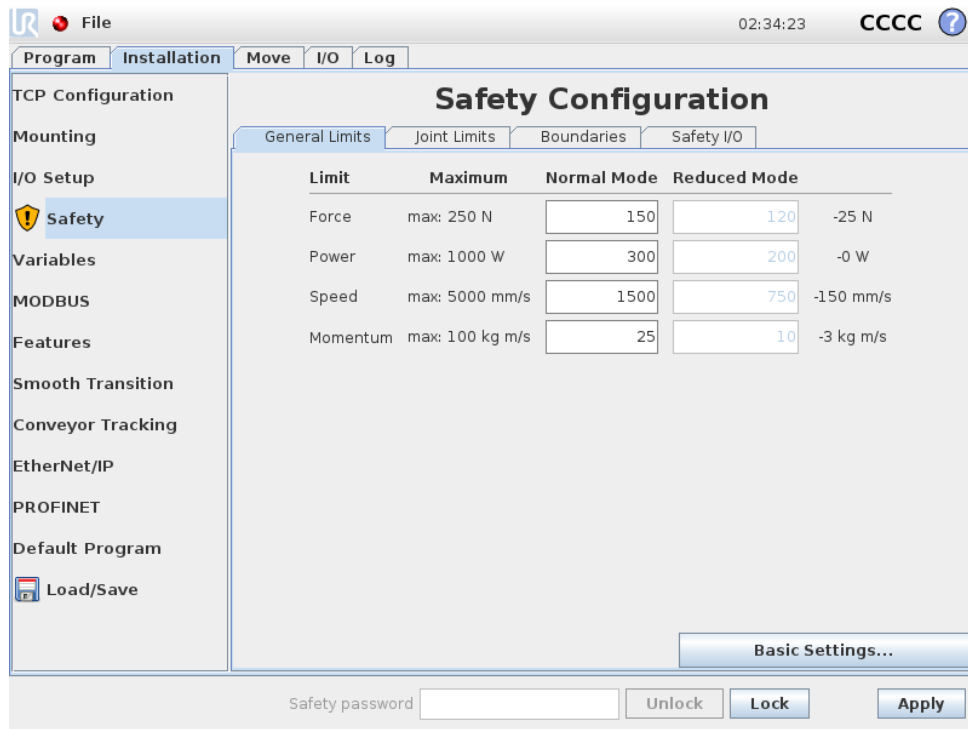 UR File 02:34:23 CCCC ?
Program Installation Move I/O Log
TCP Configuration
Mounting
I/O Setup
Safety
Variables
MODBUS
Features
Smooth Transition
Conveyor Tracking
EtherNet/IP
PROFINET
Default Program
Load/Save
Safety Configuration
General Limits Joint Limits Boundaries Safety I/O
Limit Maximum Normal Mode Reduced Mode
Force max: 250 N 150 120 -25 N
Power max: 1000 W 300 200 -0 W
Speed max: 5000 mm/s 1500 750 -150 mm/s
Momentum max: 100 kg m/s 25 10 -3 kg m/s
Basic Settings...
Safety password Unlock Lock Apply